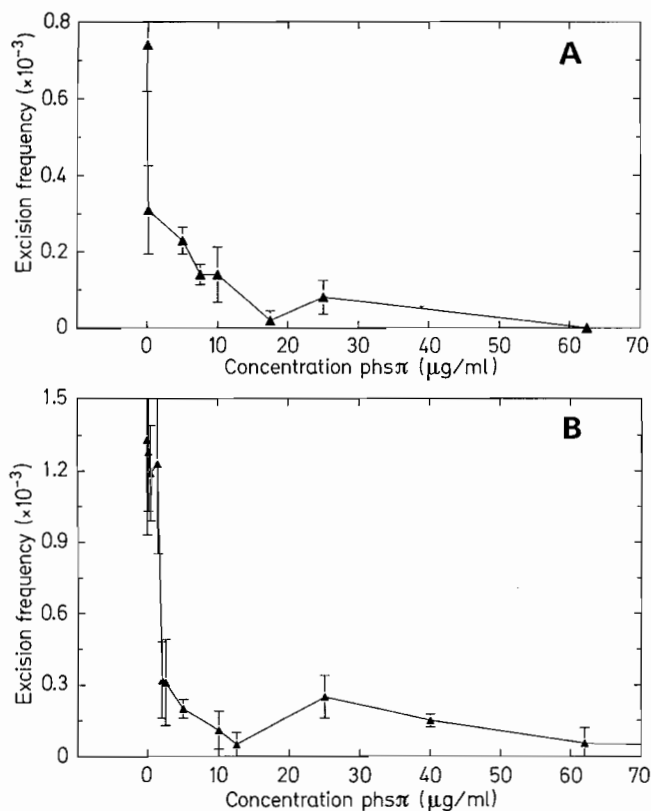 A
Excision frequency (×10⁻³)
0.8
0.6
0.4
0.2
0
0 10 20 30 40 50 60 70
Concentration phsπ (µg/ml)
B
Excision frequency (×10⁻³)
1.5
1.2
0.9
0.6
0.3
0
0 10 20 30 40 50 60 70
Concentration phsπ (µg/ml)